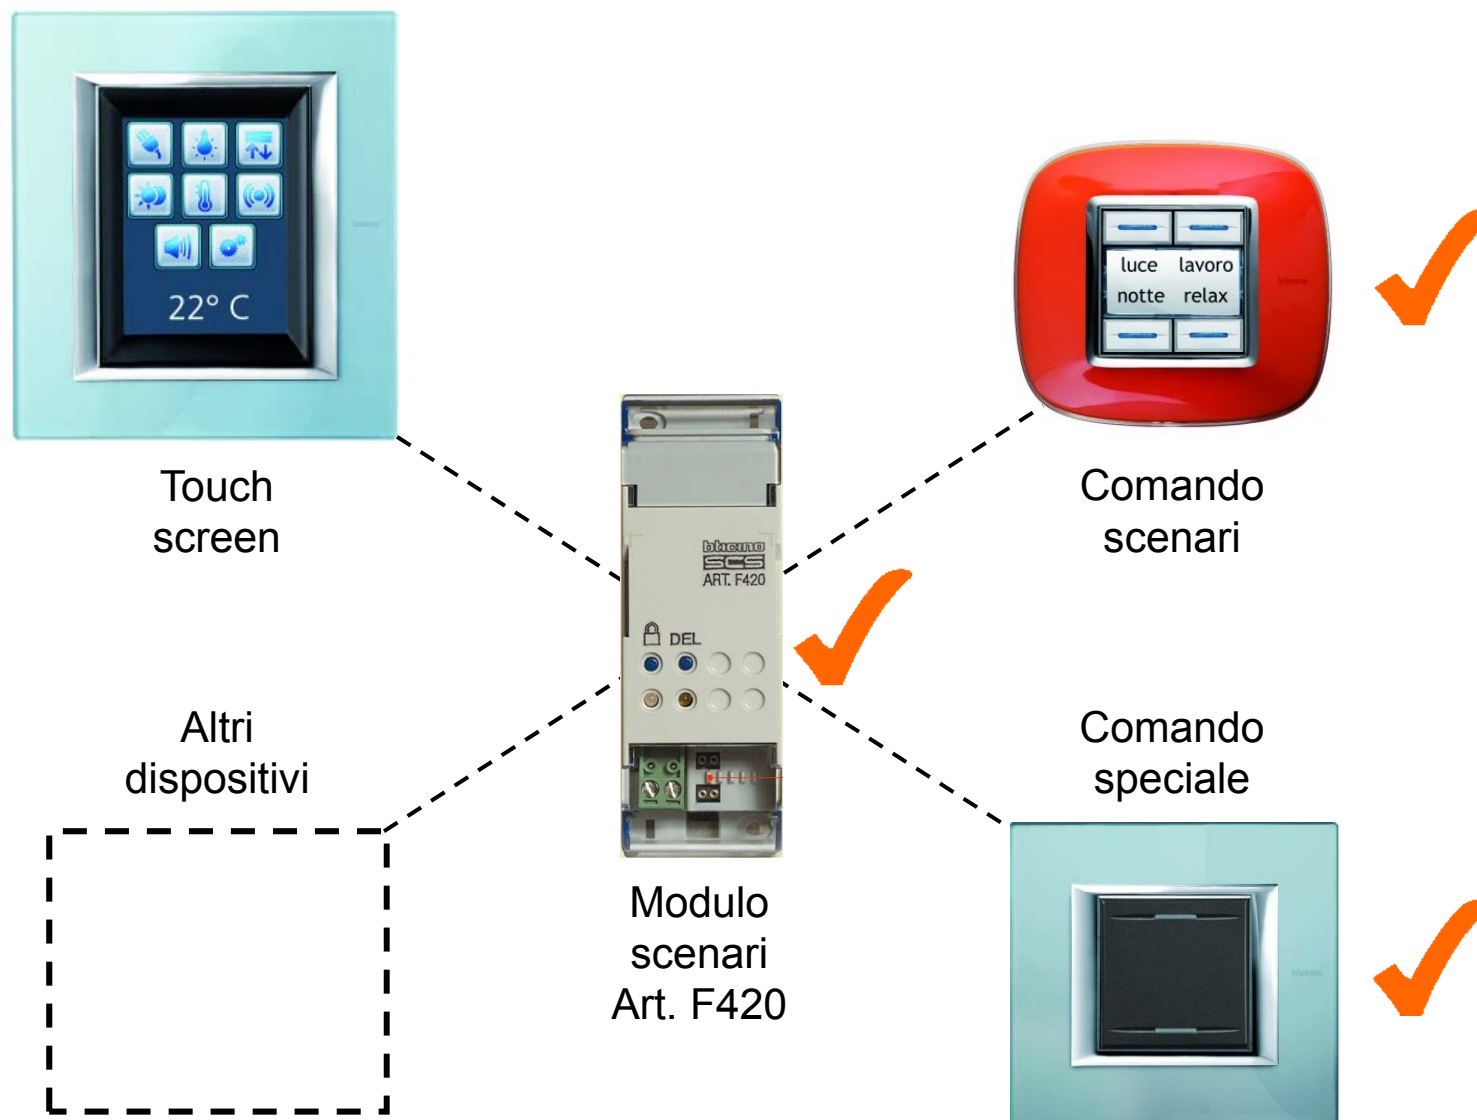 22° C
Touch
screen
luce lavoro
notte relax
Comando
scenari
bticino
SCS
ART. F420
DEL
Altri
dispositivi
Modulo
scenari
Art. F420
Comando
speciale